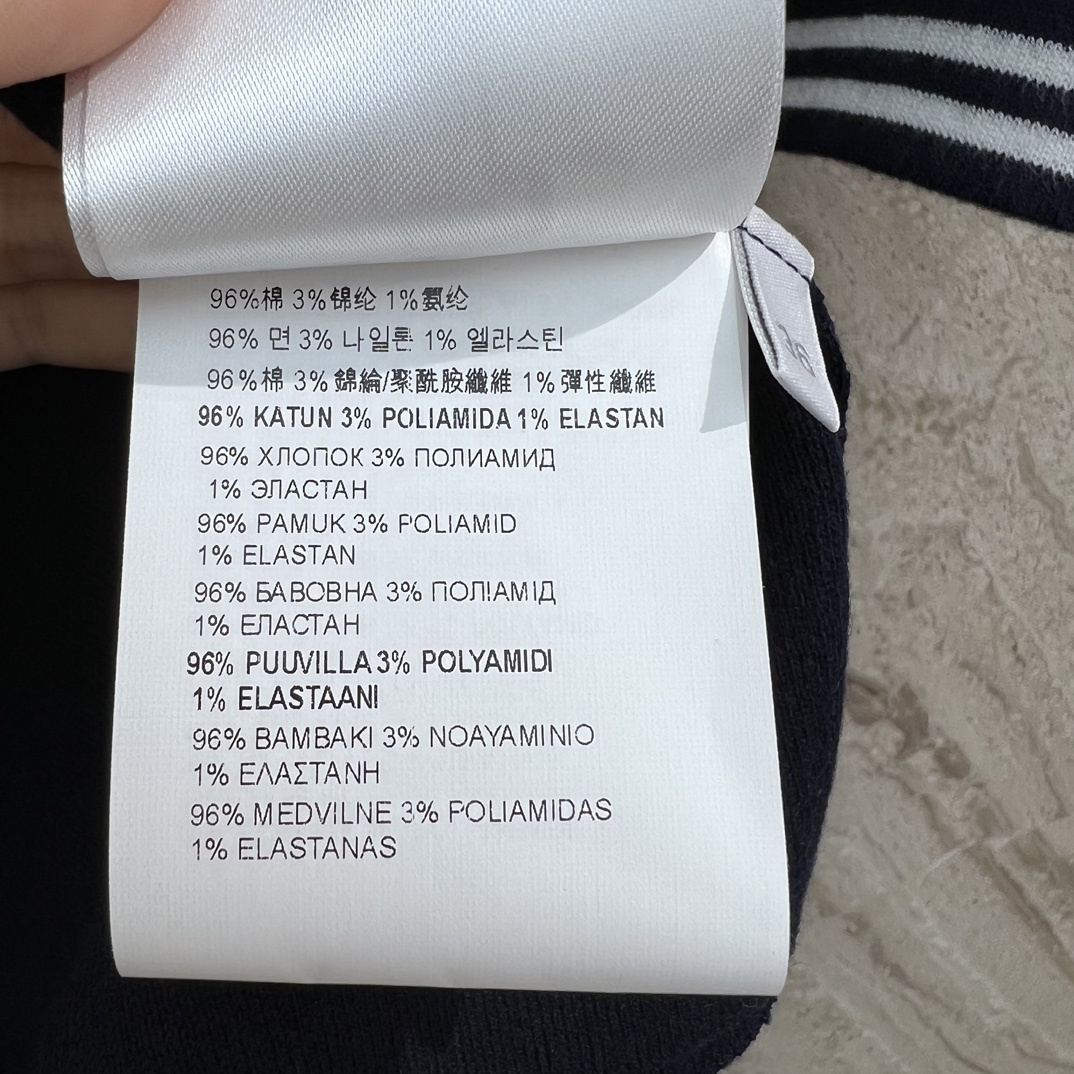 96%棉 3%锦纶 1%氨纶
96% 면 3% 나일론 1% 엘라스틴
96%棉 3%錦綸/聚酰胺纖維 1%彈性纖維
96% KATUN 3% POLIAMIDA 1% ELASTAN
96% ХЛОПОК 3% ПОЛИАМИД
1% ЭЛАСТАН
96% PAMUK 3% POLIAMID
1% ELASTAN
96% БАВОВНА 3% ПОЛІАМІД
1% ЕЛАСТАН
96% PUUVILLA 3% POLYAMIDI
1% ELASTAANI
96% BAMBAKI 3% NOAYAMINIO
1% ΕΛΑΣΤΑΝΗ
96% MEDVILNE 3% POLIAMIDAS
1% ELASTANAS